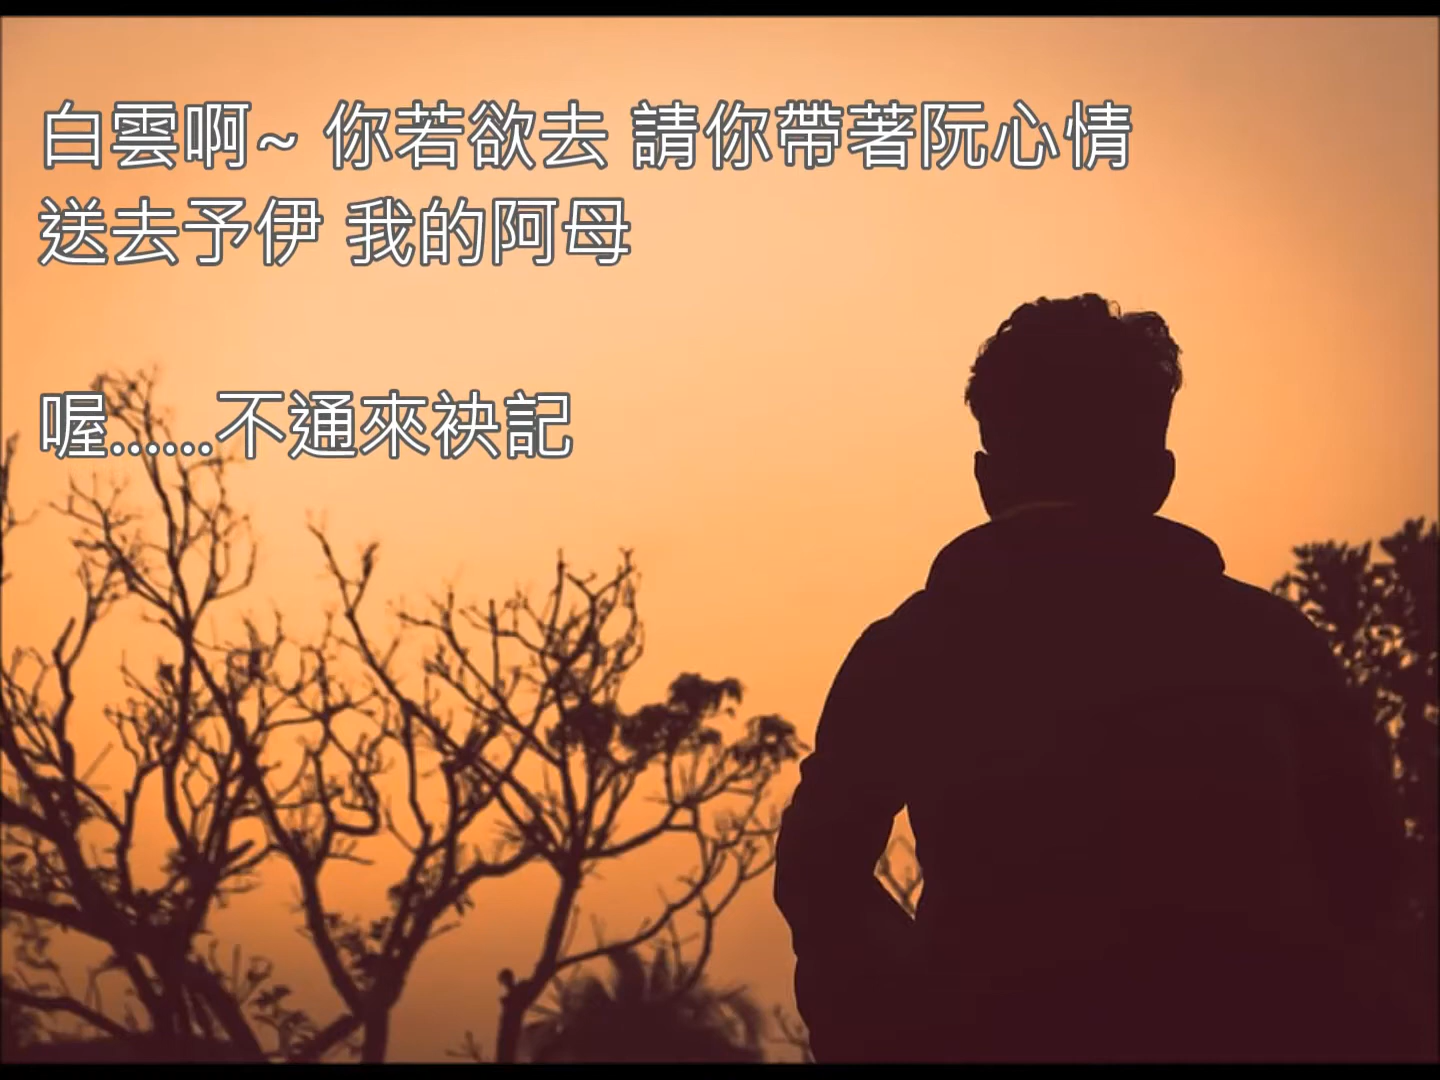 白雲啊~ 你若欲去 請你帶著阮心情
送去予伊 我的阿母
喔......不通來袂記